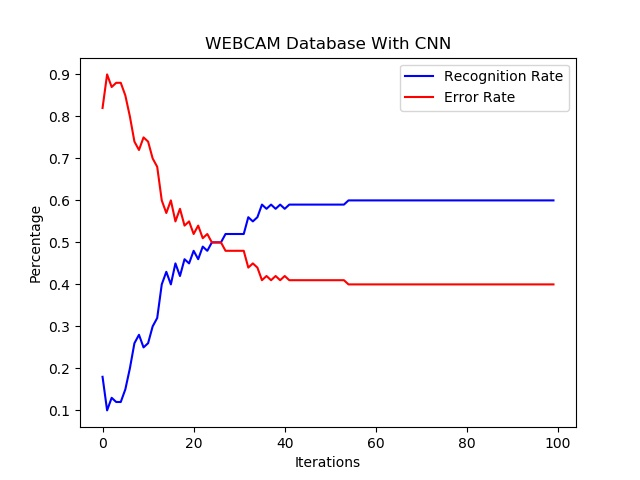 WEBCAM Database With CNN
Recognition Rate
Error Rate
Percentage
0.9
0.8
0.7
0.6
0.5
0.4
0.3
0.2
0.1
0 20 40 60 80 100
Iterations